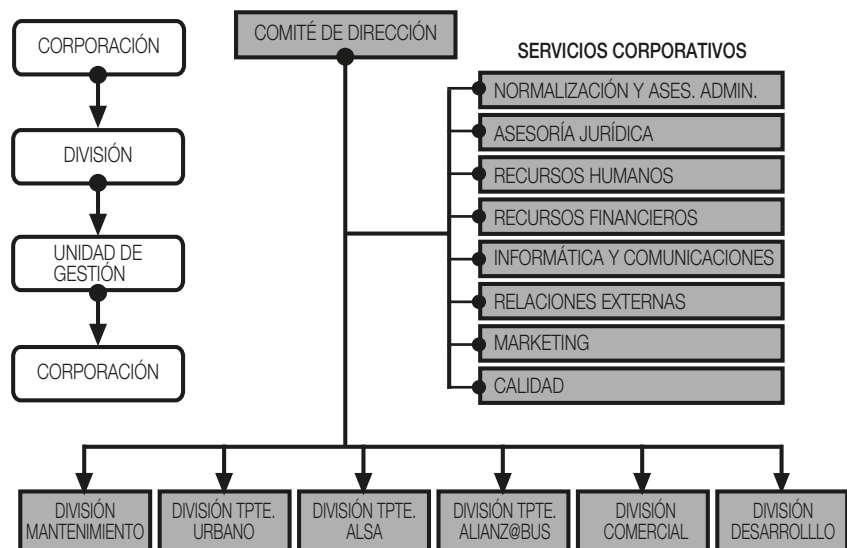 CORPORACIÓN
DIVISIÓN
UNIDAD DE
GESTIÓN
CORPORACIÓN
COMITÉ DE DIRECCIÓN
SERVICIOS CORPORATIVOS
NORMALIZACIÓN Y ASES. ADMIN.
ASESORÍA JURÍDICA
RECURSOS HUMANOS
RECURSOS FINANCIEROS
INFORMÁTICA Y COMUNICACIONES
RELACIONES EXTERNAS
MARKETING
CALIDAD
DIVISIÓN
MANTENIMIENTO
DIVISIÓN TPTE.
URBANO
DIVISIÓN TPTE.
ALSA
DIVISIÓN TPTE.
ALIANZ@BUS
DIVISIÓN
COMERCIAL
DIVISIÓN
DESARROLLLO